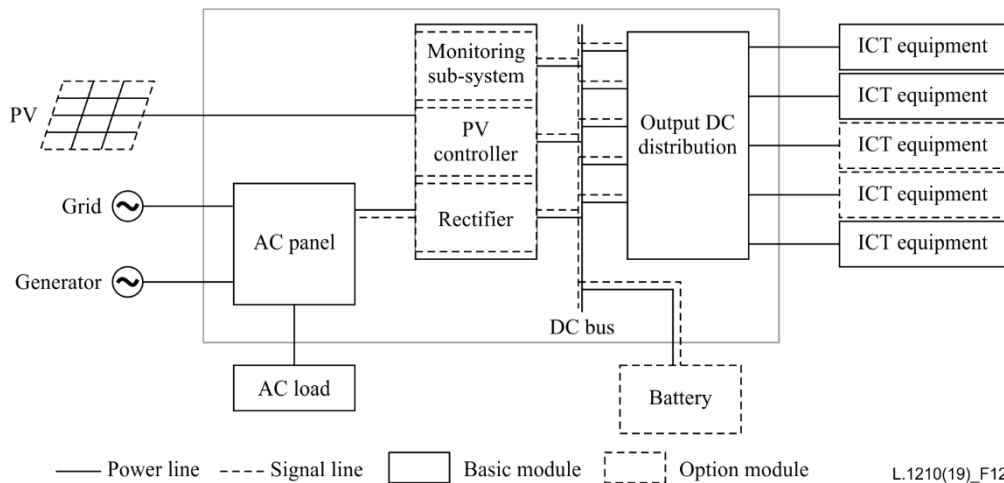 Monitoring
sub-system
PV
controller
Rectifier
PV
Grid
Generator
AC panel
AC load
DC bus
Output DC
distribution
ICT equipment
ICT equipment
ICT equipment
ICT equipment
ICT equipment
Battery
Power line
Signal line
Basic module
Option module
L.1210(19)_F12